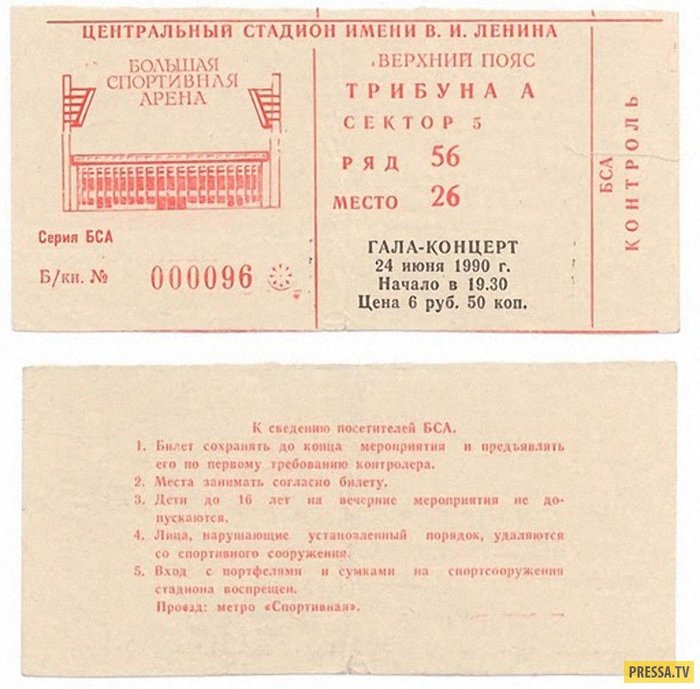 ЦЕНТРАЛЬНЫЙ СТАДИОН ИМЕНИ В. И. ЛЕНИНА
БОЛЬШАЯ
СПОРТИВНАЯ
АРЕНА
Серия БСА
Б/кн. № 000096
ВЕРХНИЙ ПОЯС
ТРИБУНА А
СЕКТОР 5
РЯД 56
МЕСТО 26
ГАЛА-КОНЦЕРТ
24 июня 1990 г.
Начало в 19.30
Цена 6 руб. 50 коп.
БСА
КОНТРОЛЬ
К сведению посетителей БСА.
1. Билет сохранять до конца мероприятия и предъявлять
его по первому требованию контролера.
2. Места занимать согласно билету.
3. Дети до 16 лет на вечерние мероприятия не до-
пускаются.
4. Лица, нарушающие установленный порядок, удаляются
со спортивного сооружения.
5. Вход с портфелями и сумками на спортсооружения
стадиона воспрещен.
Проезд: метро «Спортивная».
PRESSA.TV